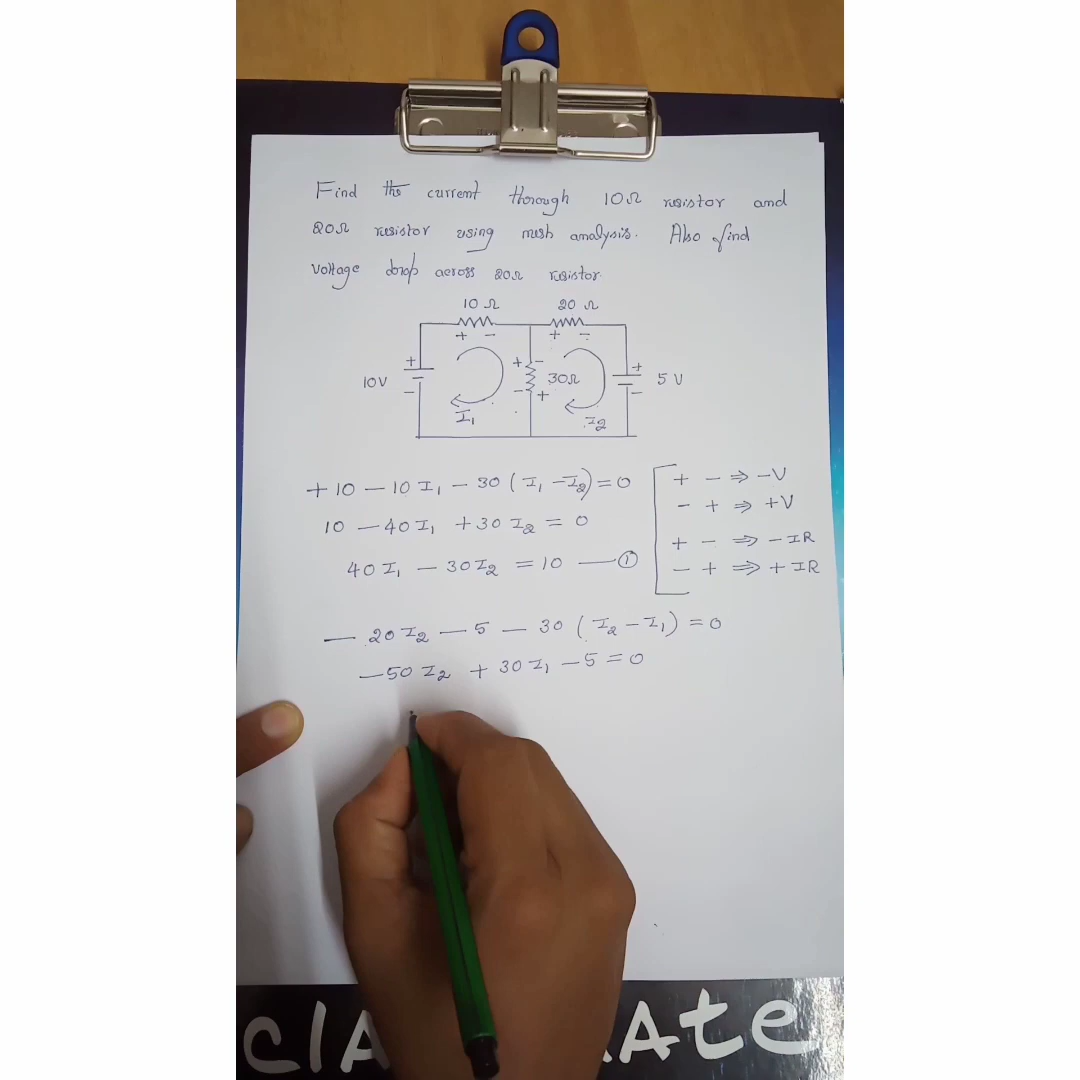 Find the current through 10Ω resistor and
20Ω resistor using mesh analysis. Also find
voltage drop across 20Ω resistor.
10 Ω 20 Ω
+ - + -
10V + - I1 + - 30Ω - + I2 + - 5 V
+10 - 10 I1 - 30 (I1 - I2) = 0
10 - 40 I1 + 30 I2 = 0
40 I1 - 30 I2 = 10 — ①
+ - ⇒ -V
- + ⇒ +V
+ - ⇒ -IR
- + ⇒ +IR
- 20 I2 - 5 - 30 (I2 - I1) = 0
-50 I2 + 30 I1 - 5 = 0